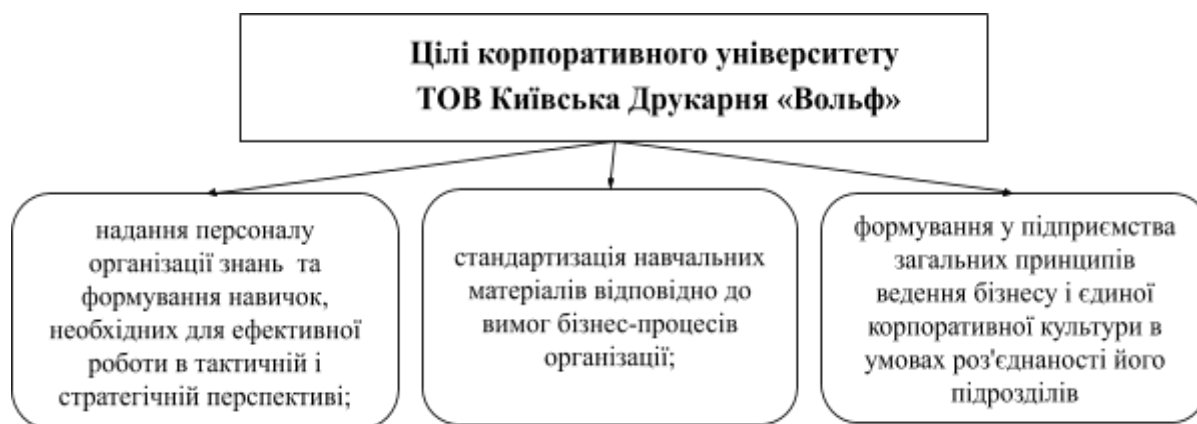 Цілі корпоративного університету
ТОВ Київська Друкарня «Вольф»
надання персоналу
організації знань та
формування навичок,
необхідних для ефективної
роботи в тактичній і
стратегічній перспективі;
стандартизація навчальних
матеріалів відповідно до
вимог бізнес-процесів
організації;
формування у підприємства
загальних принципів
ведення бізнесу і єдиної
корпоративної культури в
умовах роз'єднаності його
підрозділів